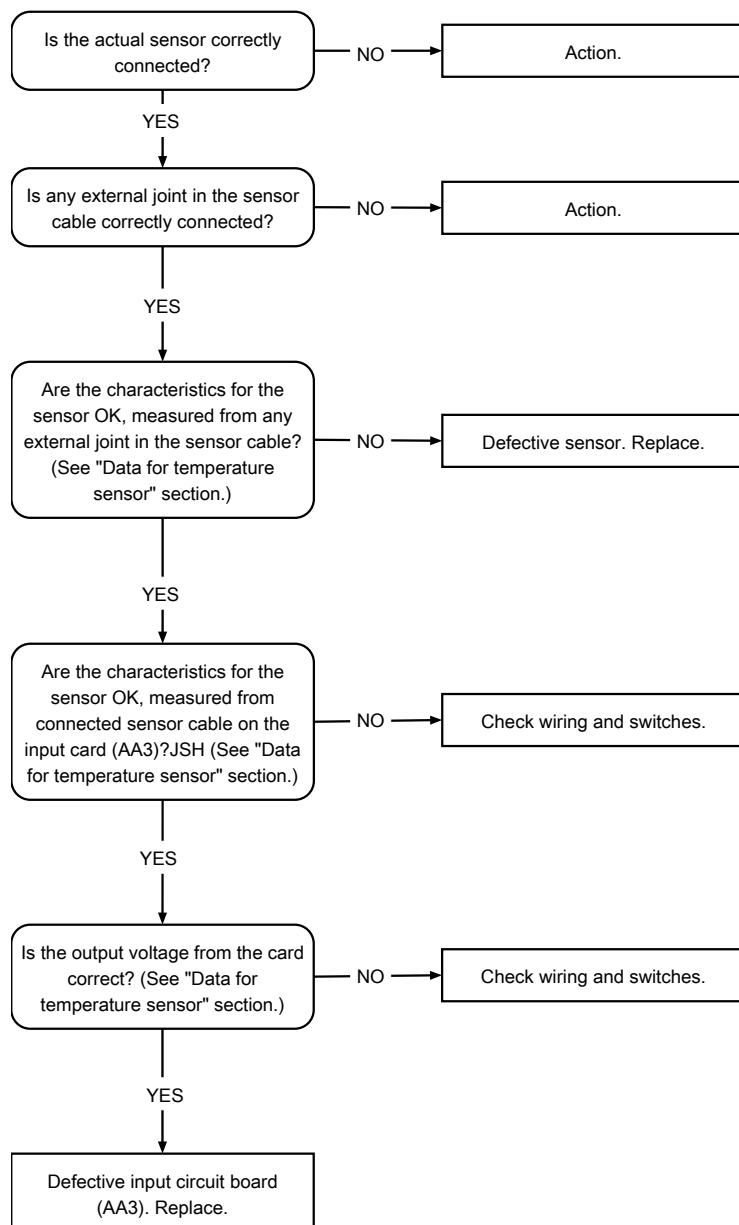 Is the actual sensor correctly
connected?
NO
Action.
YES
Is any external joint in the sensor
cable correctly connected?
NO
Action.
YES
Are the characteristics for the
sensor OK, measured from any
external joint in the sensor cable?
(See "Data for temperature
sensor" section.)
NO
Defective sensor. Replace.
YES
Are the characteristics for the
sensor OK, measured from
connected sensor cable on the
input card (AA3)?JSH (See "Data
for temperature sensor" section.)
NO
Check wiring and switches.
YES
Is the output voltage from the card
correct? (See "Data for
temperature sensor" section.)
NO
Check wiring and switches.
YES
Defective input circuit board
(AA3). Replace.